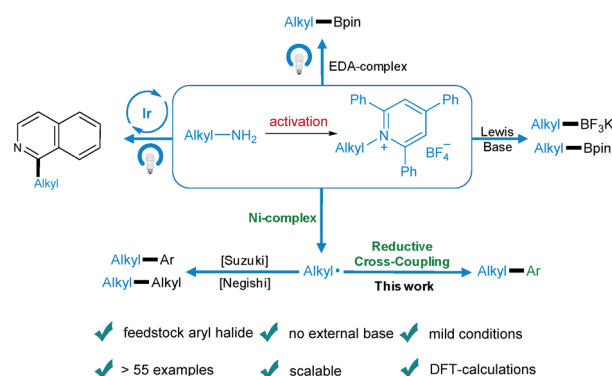 Alkyl—Bpin
EDA-complex
Ir
N
Alkyl
Alkyl—NH₂
activation
Ph
Ph
Ph
Alkyl
N
+
BF₄⁻
Lewis
Base
Alkyl—BF₃K
Alkyl—Bpin
Ni-complex
Alkyl—Ar
Alkyl—Alkyl
[Suzuki]
[Negishi]
Alkyl•
Reductive
Cross-Coupling
This work
Alkyl—Ar
feedstock aryl halide
no external base
mild conditions
> 55 examples
scalable
DFT-calculations